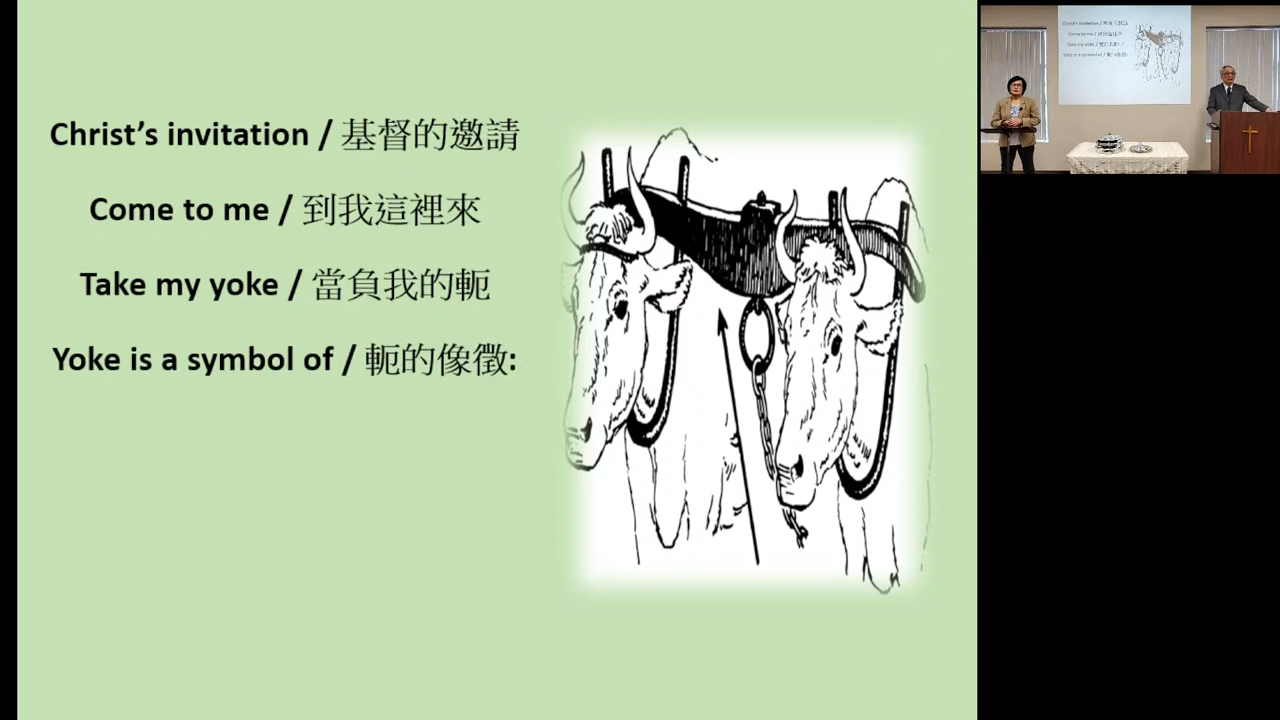 Christ’s invitation / 基督的邀請
Come to me / 到我這裡來
Take my yoke / 當負我的軛
Yoke is a symbol of / 軛的像徵: